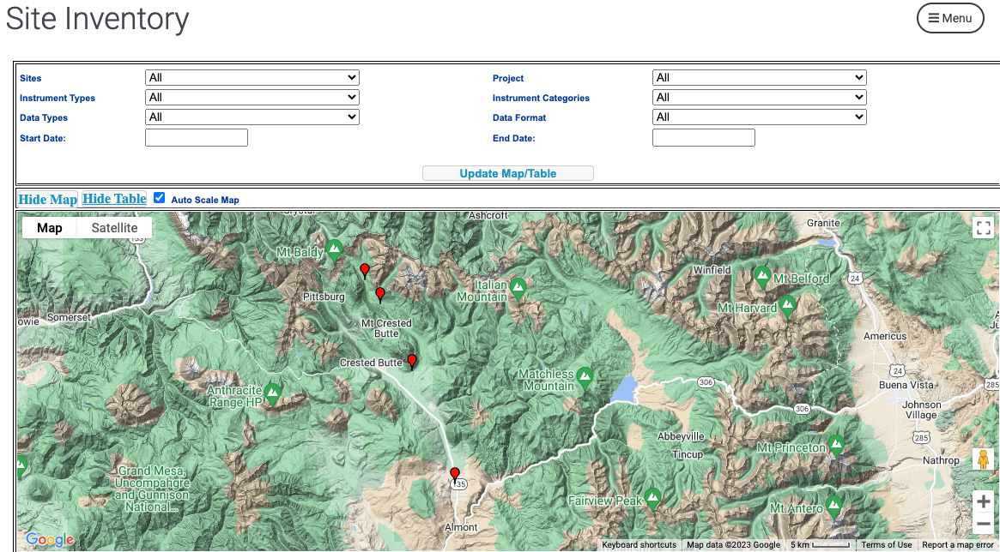 Site Inventory
Menu
Sites All Project All
Instrument Types All Instrument Categories All
Data Types All Data Format All
Start Date: End Date:
Update Map/Table
Hide Map Hide Table Auto Scale Map
Map Satellite
Ashcroft
Granite
Mt Baldy
Winfield
Mt Belford
24
Italian
Mountain
Pittsburg
Mt Harvard
owie Somerset
Mt Crested
Butte
Americus
Crested Butte
24
Matchless
Mountain
306
Buena Vista
285
Anthracite
Range HP
306
Johnson
Village
Abbeyville
285
Tincup
Mt Princeton
Nathrop
Grand Mesa,
Uncompahgre
and Gunnison
National...
135
Fairview Peak
Mt Antero
Almont
Google
Keyboard shortcuts Map data ©2023 Google 5 km Terms of Use Report a map error